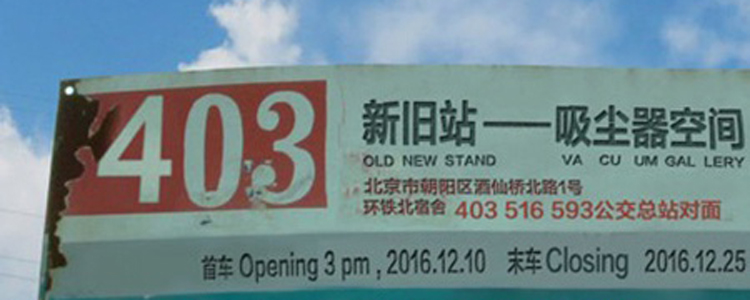 403
新旧站——吸尘器空间
OLD NEW STAND VA CU UM GAL LERY
北京市朝阳区酒仙桥北路1号
环铁北宿舍 403 516 593公交总站对面
首车 Opening 3 pm , 2016.12.10 末车 Closing 2016.12.25